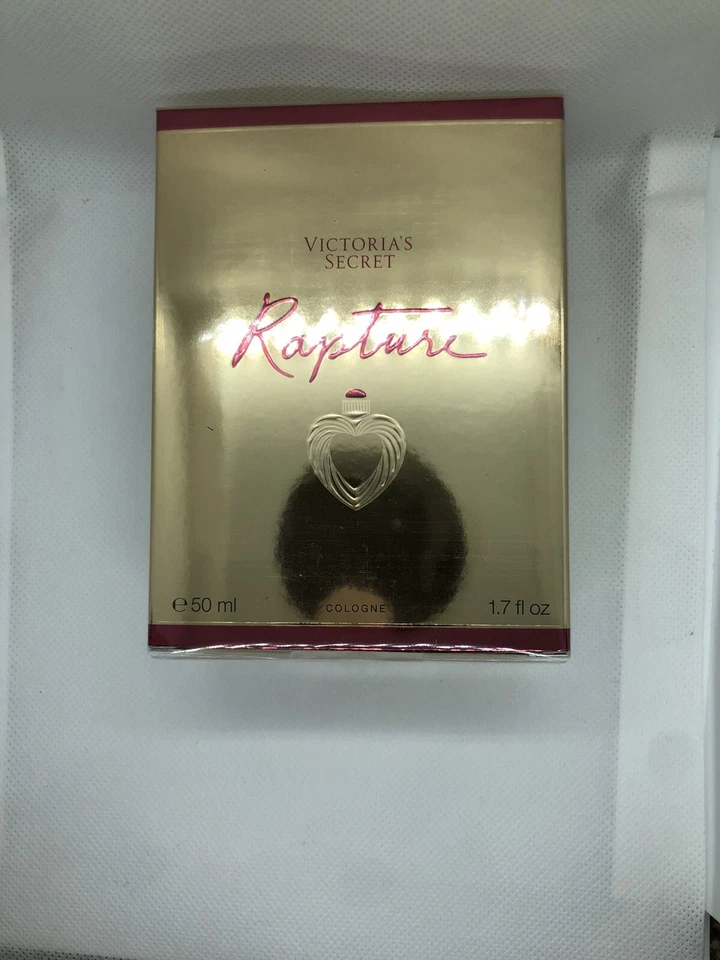 VICTORIA'S
SECRET
Rapture
℮50 ml
COLOGNE
1.7 fl oz